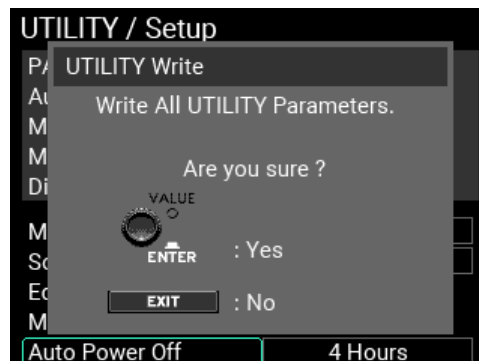 UTILITY / Setup
UTILITY Write
Write All UTILITY Parameters.
Are you sure ?
VALUE
ENTER : Yes
EXIT : No
Auto Power Off 4 Hours